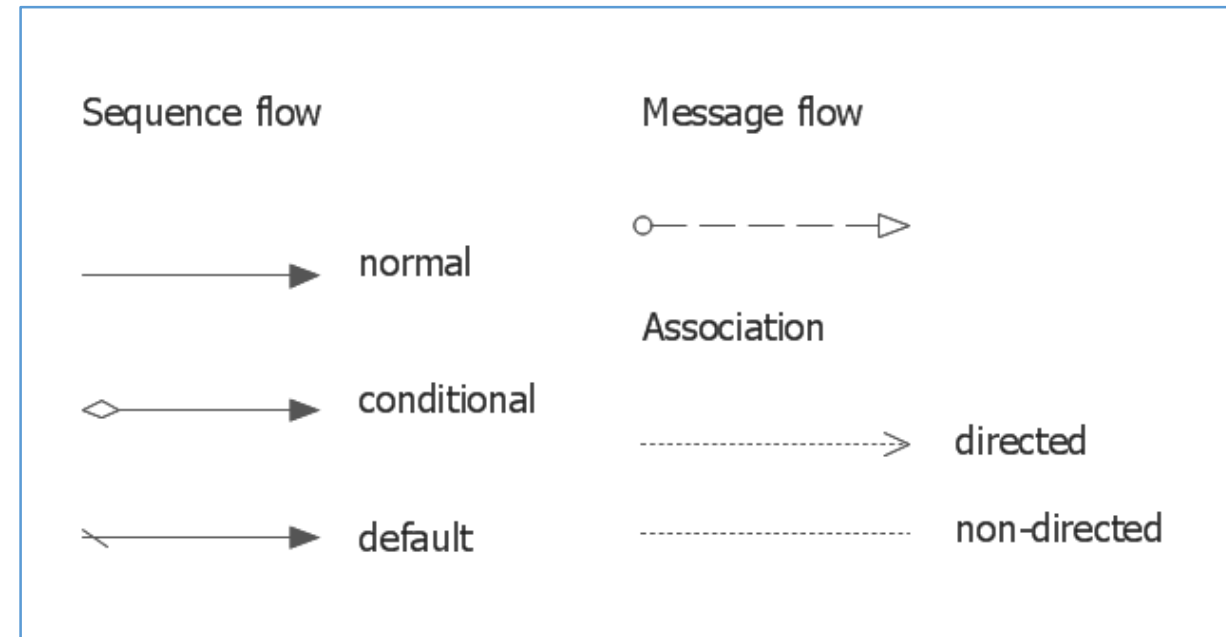 Sequence flow
normal
conditional
default
Message flow
Association
directed
non-directed